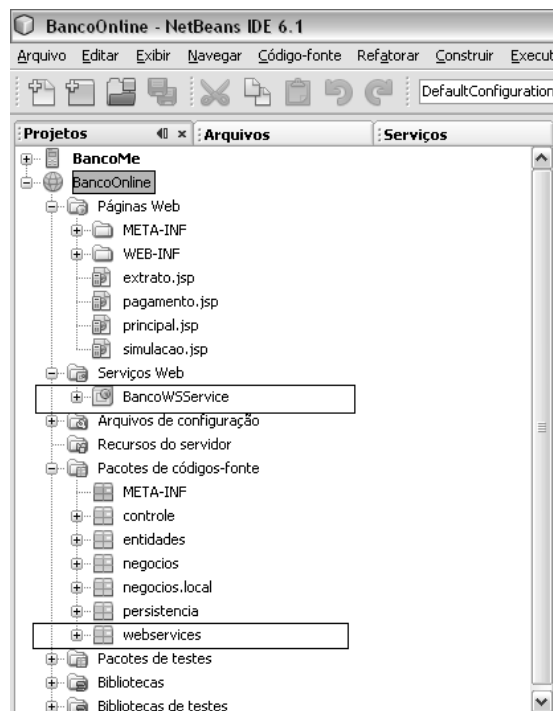 BancoOnline - NetBeans IDE 6.1
Arquivo Editar Exibir Navegar Código-fonte Refatorar Construir Execut
DefaultConfiguration
Projetos Arquivos Serviços
BancoMe
BancoOnline
Páginas Web
META-INF
WEB-INF
extrato.jsp
pagamento.jsp
principal.jsp
simulacao.jsp
Serviços Web
BancoWSService
Arquivos de configuração
Recursos do servidor
Pacotes de códigos-fonte
META-INF
controle
entidades
negocios
negocios.local
persistencia
webservices
Pacotes de testes
Bibliotecas
Bibliotecas de testes